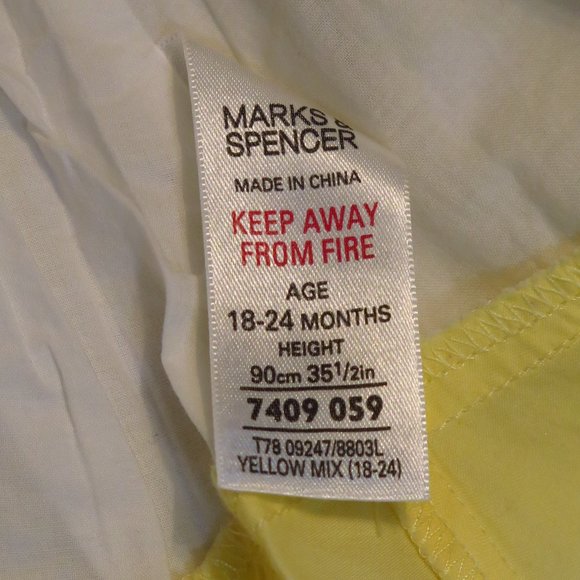 MARKS &
SPENCER
MADE IN CHINA
KEEP AWAY
FROM FIRE
AGE
18-24 MONTHS
HEIGHT
90cm 351/2in
7409 059
T78 09247/8803L
YELLOW MIX (18-24)